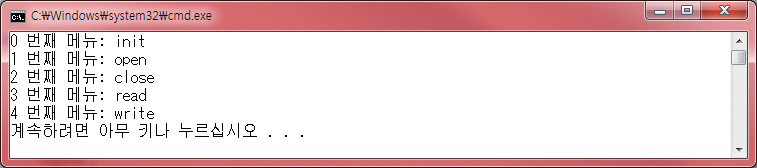 C:₩Windows₩system32₩cmd.exe
0 번째 메뉴: init
1 번째 메뉴: open
2 번째 메뉴: close
3 번째 메뉴: read
4 번째 메뉴: write
계속하려면 아무 키나 누르십시오 . . .